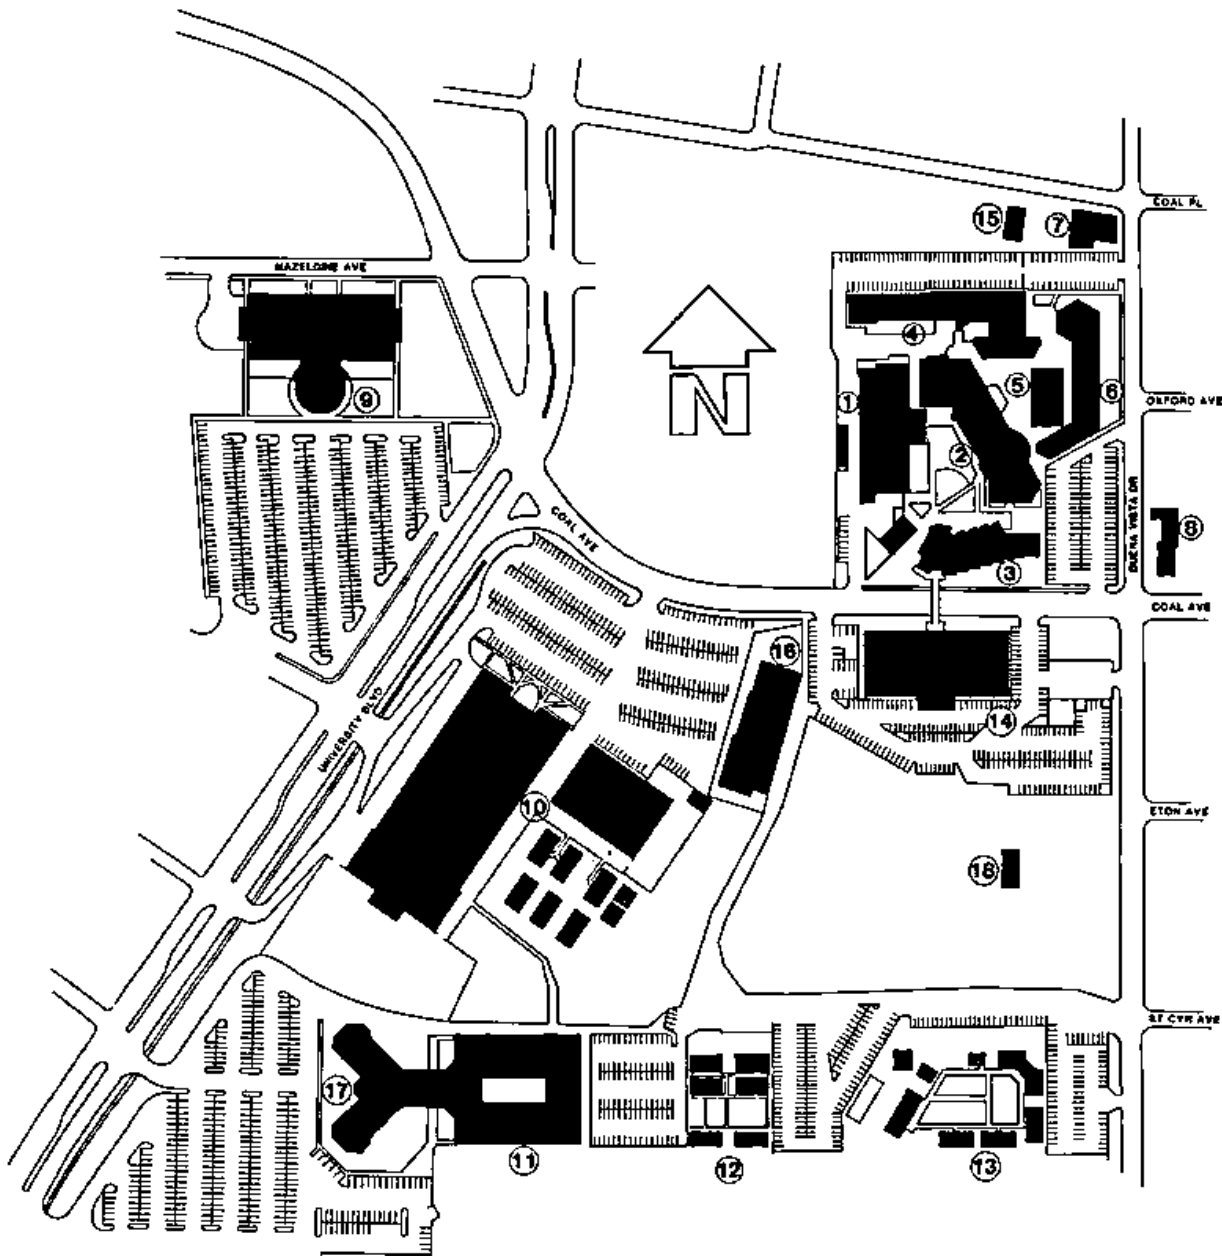 COAL PL
15
7
HAZELDINE AVE
4
N
1
5
6
9
OXFORD AVE
2
COAL AVE
BUENA VISTA DR
8
3
COAL AVE
16
UNIVERSITY BLVD
14
10
ETON AVE
18
ST CYR AVE
17
11
12
13